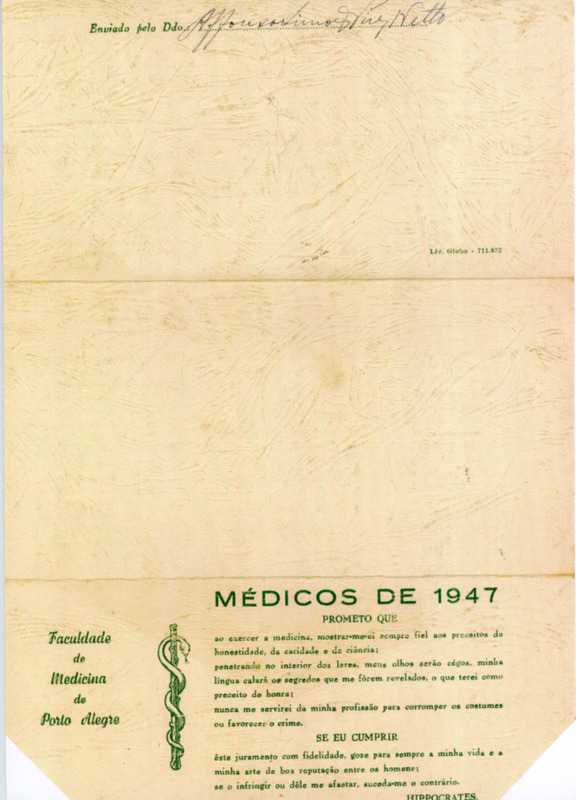 Enviado pelo Ddo. Netto
Liv. Globo - 711.872
MÉDICOS DE 1947
PROMETO QUE
Faculdade
de
Medicina
de
Porto Alegre
ao exercer a medicina, mostrar-me-ei sempre fiel aos preceitos da
honestidade, da caridade e da ciência;
penetrando no interior dos lares, meus olhos serão cégos, minha
língua calará os segredos que me fôrem revelados, o que terei como
preceito de honra;
nunca me servirei da minha profissão para corromper os costumes
ou favorecer o crime.
SE EU CUMPRIR
êste juramento com fidelidade, goze para sempre a minha vida e a
minha arte de boa reputação entre os homens;
se o infringir ou dêle me afastar, suceda-me o contrário.
HIPPOCRATES.